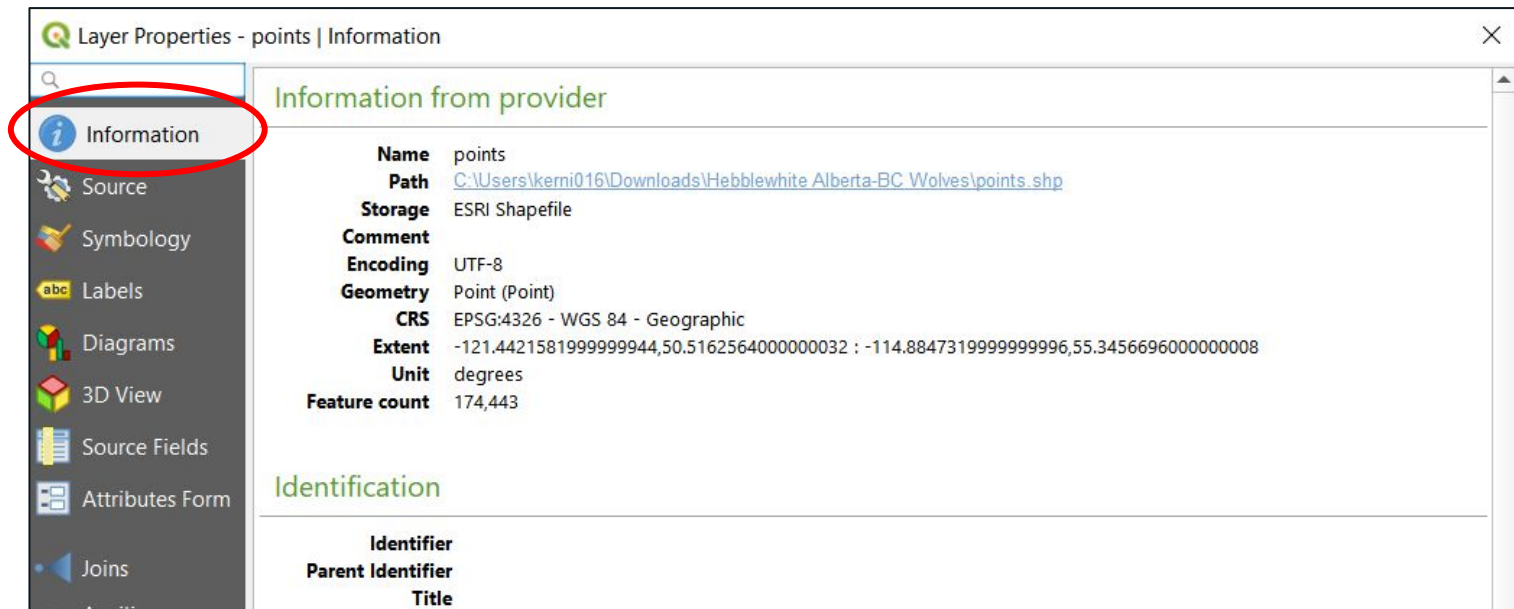 Layer Properties - points | Information
Information
Source
Symbology
abc Labels
Diagrams
3D View
Source Fields
Attributes Form
Joins
Information from provider
Name points
Path C:\Users\kerni016\Downloads\Hebblewhite Alberta-BC Wolves\points.shp
Storage ESRI Shapefile
Comment
Encoding UTF-8
Geometry Point (Point)
CRS EPSG:4326 - WGS 84 - Geographic
Extent -121.4421581999999944,50.5162564000000032 : -114.8847319999999996,55.3456696000000008
Unit degrees
Feature count 174,443
Identification
Identifier
Parent Identifier
Title